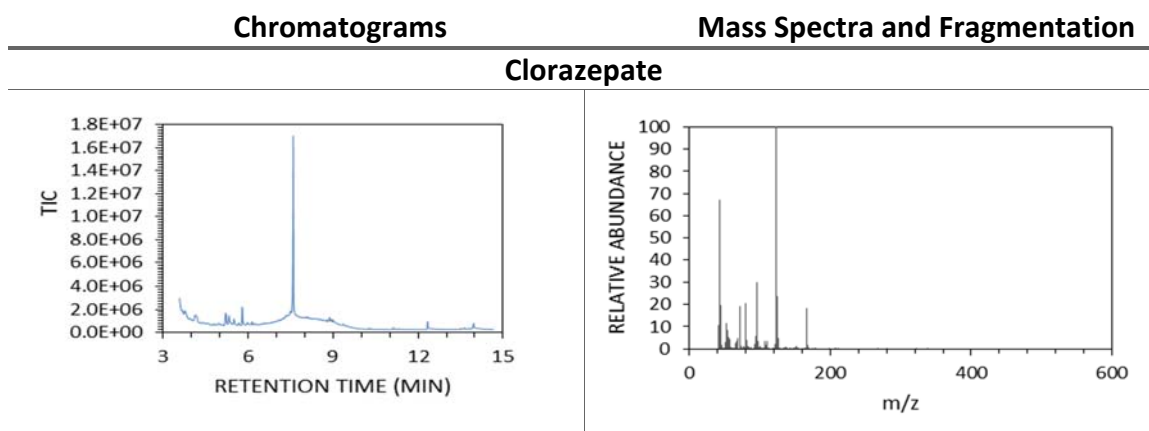 Chromatograms Mass Spectra and Fragmentation
Clorazepate
1.8E+07
1.6E+07
1.4E+07
1.2E+07
1.0E+07
8.0E+06
6.0E+06
4.0E+06
2.0E+06
0.0E+00
TIC
3 6 9 12 15
RETENTION TIME (MIN)
100
90
80
70
60
50
40
30
20
10
0
RELATIVE ABUNDANCE
0 200 400 600
m/z